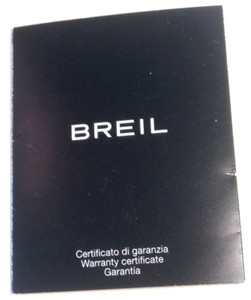 BREIL
Certificato di garanzia
Warranty certificate
Garantia